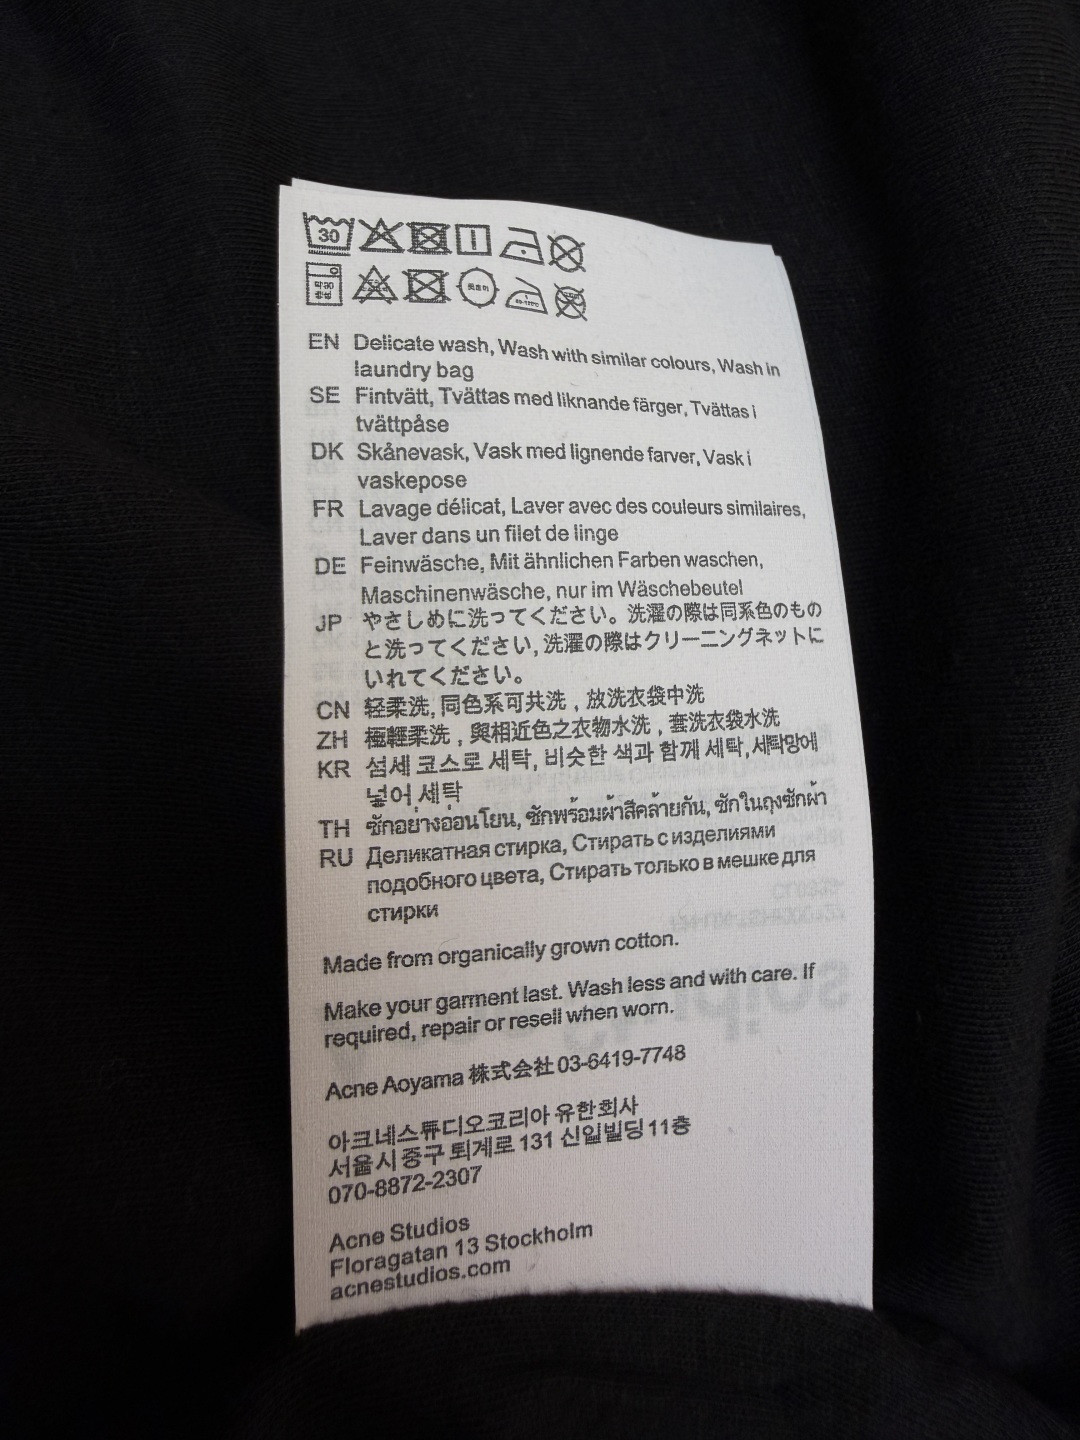 30
EN Delicate wash, Wash with similar colours, Wash in
laundry bag
SE Fintvätt, Tvättas med liknande färger, Tvättas i
tvättpåse
DK Skånevask, Vask med lignende farver, Vask i
vaskepose
FR Lavage délicat, Laver avec des couleurs similaires,
Laver dans un filet de linge
DE Feinwäsche, Mit ähnlichen Farben waschen,
Maschinenwäsche, nur im Wäschebeutel
JP やさしめに洗ってください。洗濯の際は同系色のもの
と洗ってください, 洗濯の際はクリーニングネットに
いれてください。
CN 轻柔洗, 同色系可共洗 , 放洗衣袋中洗
ZH 極輕柔洗 , 與相近色之衣物水洗 , 套洗衣袋水洗
KR 섬세 코스로 세탁, 비슷한 색과 함께 세탁, 세탁망에
넣어 세탁
TH ซักอย่างอ่อนโยน, ซักพร้อมผ้าสีคล้ายกัน, ซักในถุงซักผ้า
RU Деликатная стирка, Стирать с изделиями
подобного цвета, Стирать только в мешке для
стирки
Made from organically grown cotton.
Make your garment last. Wash less and with care. If
required, repair or resell when worn.
Acne Aoyama 株式会社 03-6419-7748
아크네스튜디오코리아 유한회사
서울시 중구 퇴계로 131 신일빌딩 11층
070-8872-2307
Acne Studios
Floragatan 13 Stockholm
acnestudios.com